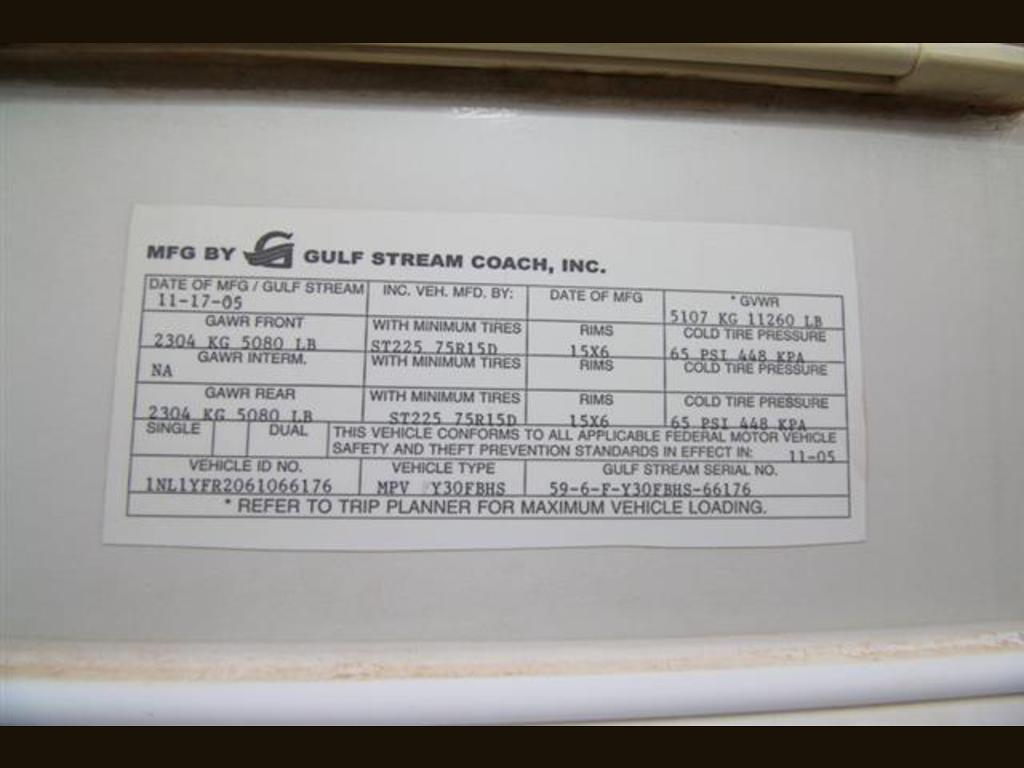 MFG BY GULF STREAM COACH, INC.
DATE OF MFG / GULF STREAM INC. VEH. MFD. BY: DATE OF MFG * GVWR
11-17-05 5107 KG 11260 LB
GAWR FRONT WITH MINIMUM TIRES RIMS COLD TIRE PRESSURE
2304 KG 5080 LB ST225 75R15D 15X6 65 PSI 448 KPA
GAWR INTERM. WITH MINIMUM TIRES RIMS COLD TIRE PRESSURE
NA
GAWR REAR WITH MINIMUM TIRES RIMS COLD TIRE PRESSURE
2304 KG 5080 LB ST225 75R15D 15X6 65 PSI 448 KPA
SINGLE DUAL THIS VEHICLE CONFORMS TO ALL APPLICABLE FEDERAL MOTOR VEHICLE
SAFETY AND THEFT PREVENTION STANDARDS IN EFFECT IN: 11-05
VEHICLE ID NO. VEHICLE TYPE GULF STREAM SERIAL NO.
1NL1YFR2061066176 MPV Y30FBHS 59-6-F-Y30FBHS-66176
* REFER TO TRIP PLANNER FOR MAXIMUM VEHICLE LOADING.